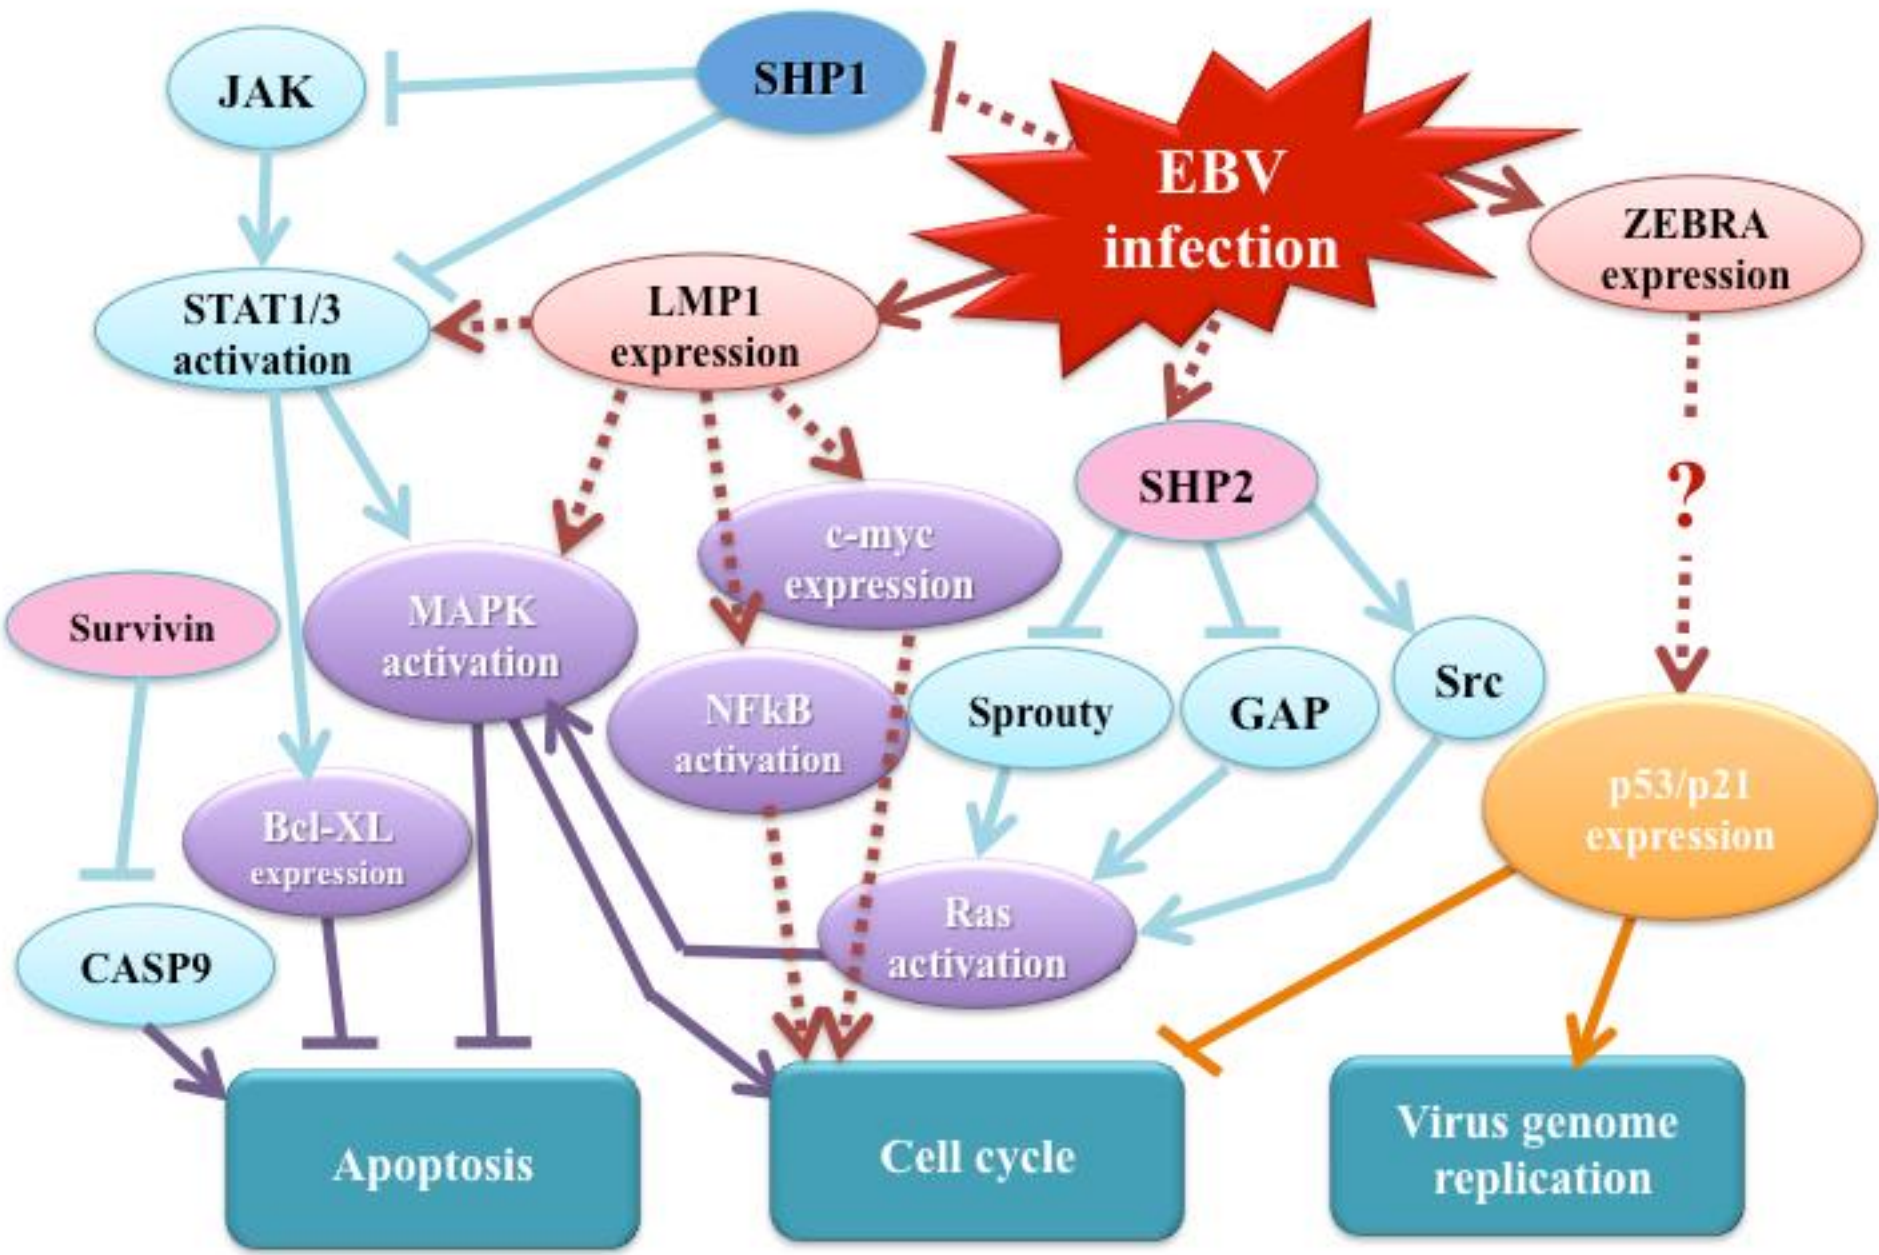 JAK
SHP1
EBV
infection
ZEBRA
expression
STAT1/3
activation
LMP1
expression
SHP2
?
c-myc
expression
MAPK
activation
Survivin
NFkB
activation
Sprouty
GAP
Src
p53/p21
expression
Bcl-XL
expression
Ras
activation
CASP9
Apoptosis
Cell cycle
Virus genome
replication